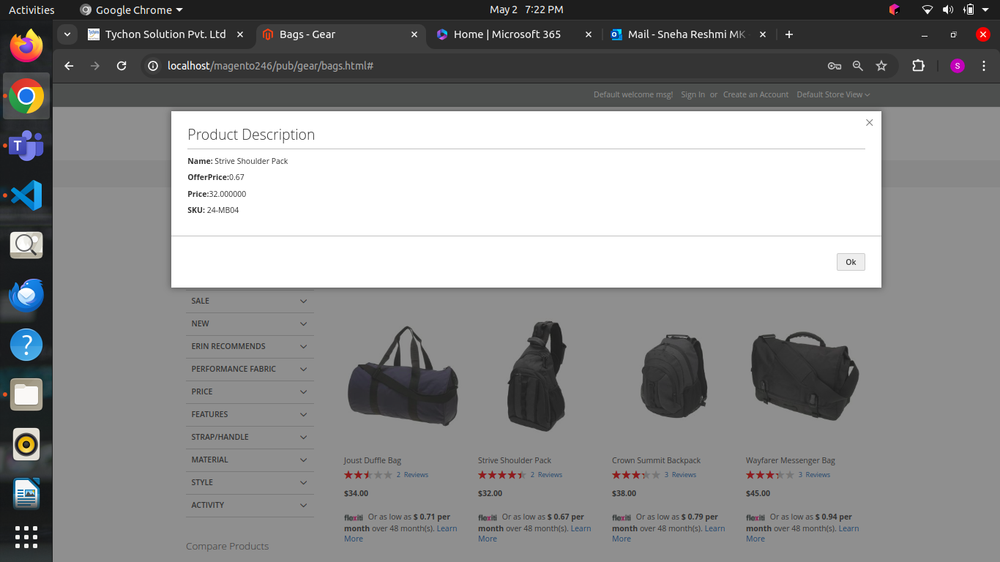 Activities
Google Chrome
May 2 7:22 PM
Tychon Solution Pvt. Ltd
Bags - Gear
Home | Microsoft 365
Mail - Sneha Reshmi MK
localhost/magento246/pub/gear/bags.html#
S
Default welcome msg! Sign In or Create an Account Default Store View
Product Description
Name: Strive Shoulder Pack
OfferPrice:0.67
Price:32.000000
SKU: 24-MB04
Ok
SALE
NEW
ERIN RECOMMENDS
PERFORMANCE FABRIC
PRICE
FEATURES
STRAP/HANDLE
MATERIAL
STYLE
ACTIVITY
Compare Products
Joust Duffle Bag
2 Reviews
$34.00
flexiti Or as low as $ 0.71 per
month over 48 month(s). Learn
More
Strive Shoulder Pack
2 Reviews
$32.00
flexiti Or as low as $ 0.67 per
month over 48 month(s). Learn
More
Crown Summit Backpack
3 Reviews
$38.00
flexiti Or as low as $ 0.79 per
month over 48 month(s). Learn
More
Wayfarer Messenger Bag
3 Reviews
$45.00
flexiti Or as low as $ 0.94 per
month over 48 month(s). Learn
More